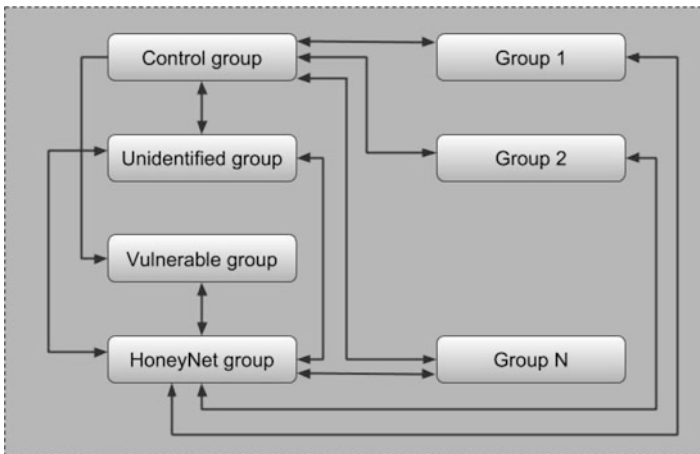 Control group
Group 1
Unidentified group
Group 2
Vulnerable group
HoneyNet group
Group N